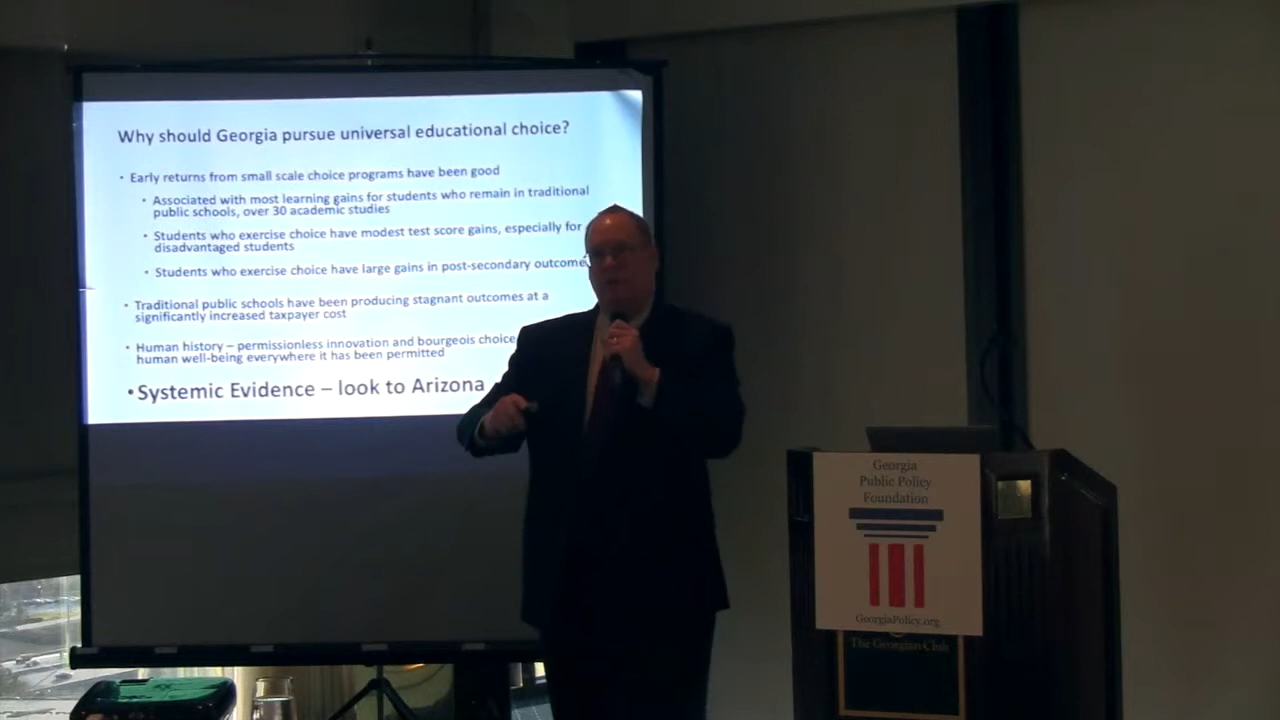 Why should Georgia pursue universal educational choice?
• Early returns from small scale choice programs have been good
• Associated with most learning gains for students who remain in traditional
public schools, over 30 academic studies
• Students who exercise choice have modest test score gains, especially for
disadvantaged students
• Students who exercise choice have large gains in post-secondary
• Traditional public schools have been producing stagnant outcomes at a
significantly increased taxpayer cost
• Human history – permissionless innovation and bourgeois choice
human well-being everywhere it has been permitted
• Systemic Evidence – look to Arizona
Georgia
Public Policy
Foundation
GeorgiaPolicy.org
The Georgian Club